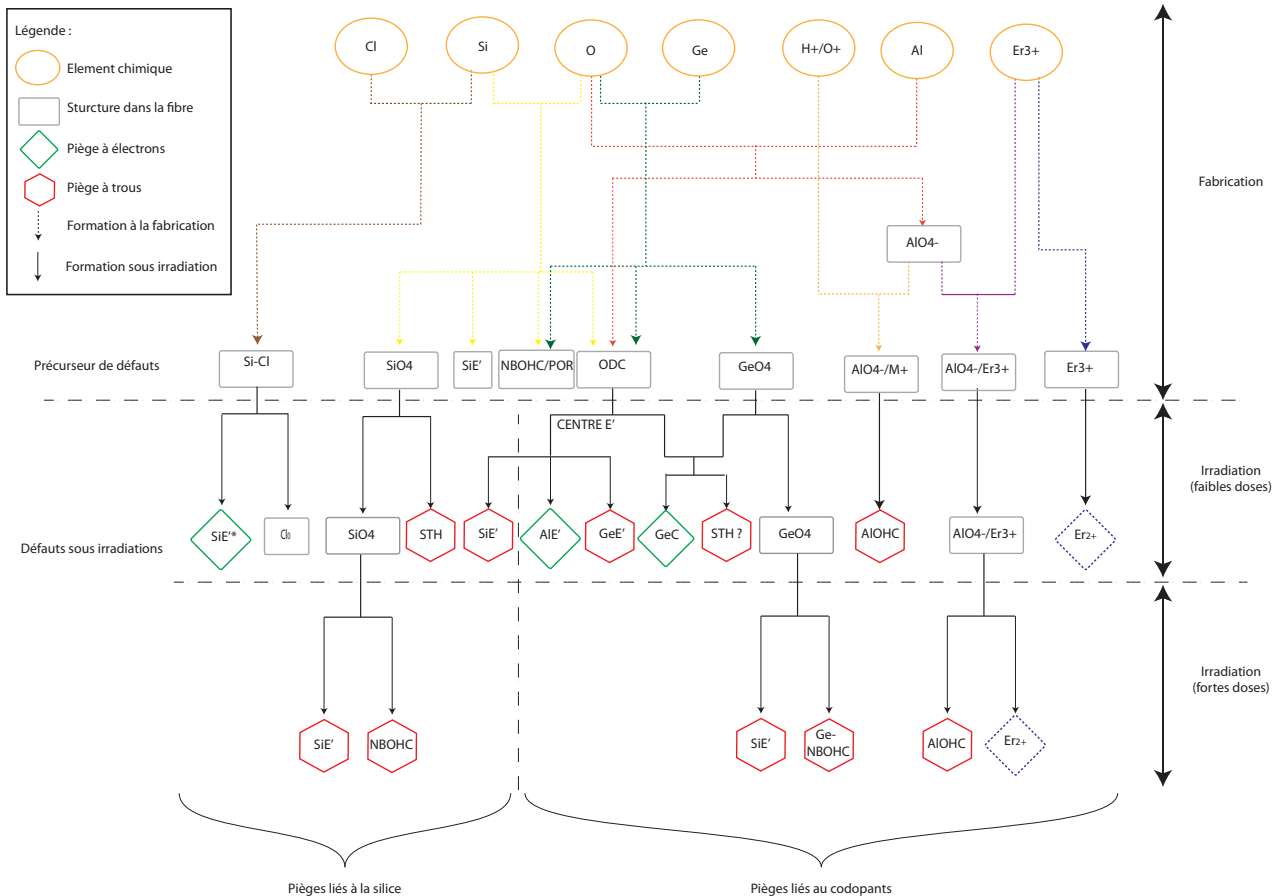 Légende :
Element chimique
Sturcture dans la fibre
Piège à électrons
Piège à trous
Formation à la fabrication
Formation sous irradiation
Cl
Si
O
Ge
H+/O+
Al
Er3+
Fabrication
AlO4-
Précurseur de défauts
Si-Cl
SiO4
SiE'
NBOHC/POR
ODC
GeO4
AlO4-/M+
AlO4-/Er3+
Er3+
CENTRE E'
Irradiation
(faibles doses)
Défauts sous irradiations
SiE'*
Cl0
SiO4
STH
SiE'
AlE'
GeE'
GeC
STH ?
GeO4
AlOHC
AlO4-/Er3+
Er2+
Irradiation
(fortes doses)
SiE'
NBOHC
SiE'
Ge-
NBOHC
AlOHC
Er2+
Pièges liés à la silice
Pièges liés au codopants